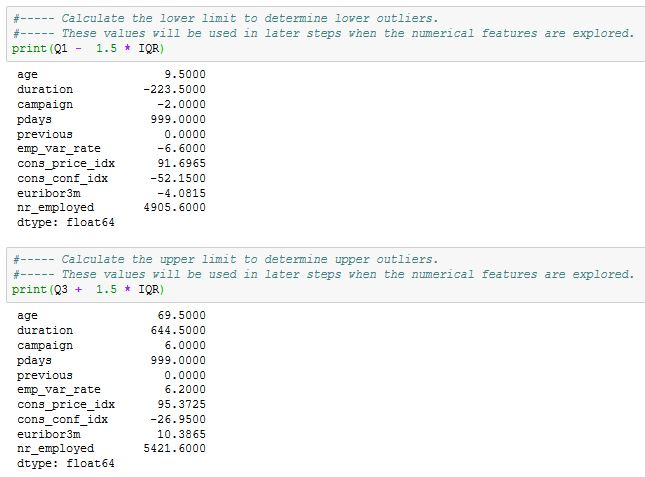 #----- Calculate the lower limit to determine lower outliers.
#----- These values will be used in later steps when the numerical features are explored.
print(Q1 -  1.5 * IQR)
age 9.5000
duration -223.5000
campaign -2.0000
pdays 999.0000
previous 0.0000
emp_var_rate -6.6000
cons_price_idx 91.6965
cons_conf_idx -52.1500
euribor3m -4.0815
nr_employed 4905.6000
dtype: float64
#----- Calculate the upper limit to determine upper outliers.
#----- These values will be used in later steps when the numerical features are explored.
print(Q3 +  1.5 * IQR)
age 69.5000
duration 644.5000
campaign 6.0000
pdays 999.0000
previous 0.0000
emp_var_rate 6.2000
cons_price_idx 95.3725
cons_conf_idx -26.9500
euribor3m 10.3865
nr_employed 5421.6000
dtype: float64